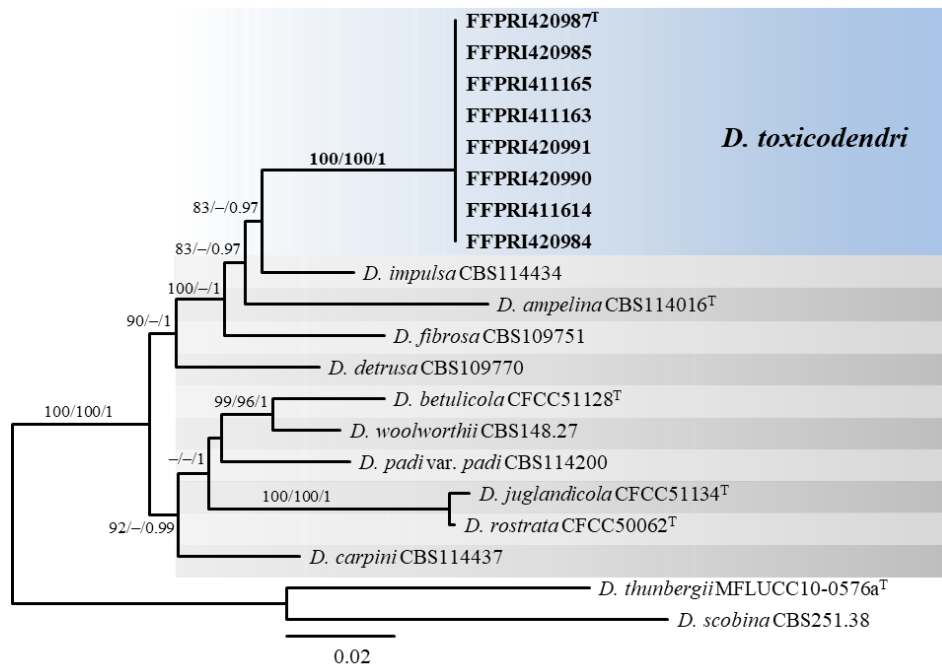 FFPRI420987ᵀ
FFPRI420985
FFPRI411165
FFPRI411163
FFPRI420991
D. toxicodendri
100/100/1
FFPRI420990
83/–/0.97
FFPRI411614
83/–/0.97
FFPRI420984
D. impulsa CBS114434
100/–/1
D. ampelina CBS114016ᵀ
90/–/1
D. fibrosa CBS109751
D. detrusa CBS109770
99/96/1
D. betulicola CFCC51128ᵀ
100/100/1
D. woolworthii CBS148.27
–/–/1
D. padi var. padi CBS114200
100/100/1
D. juglandicola CFCC51134ᵀ
92/–/0.99
D. rostrata CFCC50062ᵀ
D. carpini CBS114437
D. thunbergii MFLUCC10-0576aᵀ
D. scobina CBS251.38
0.02